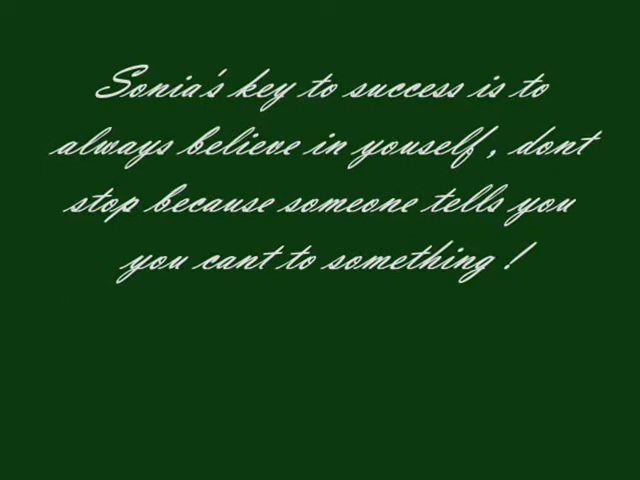 Sonia's key to success is to
always believe in youself, dont
stop because someone tells you
you cant to something !